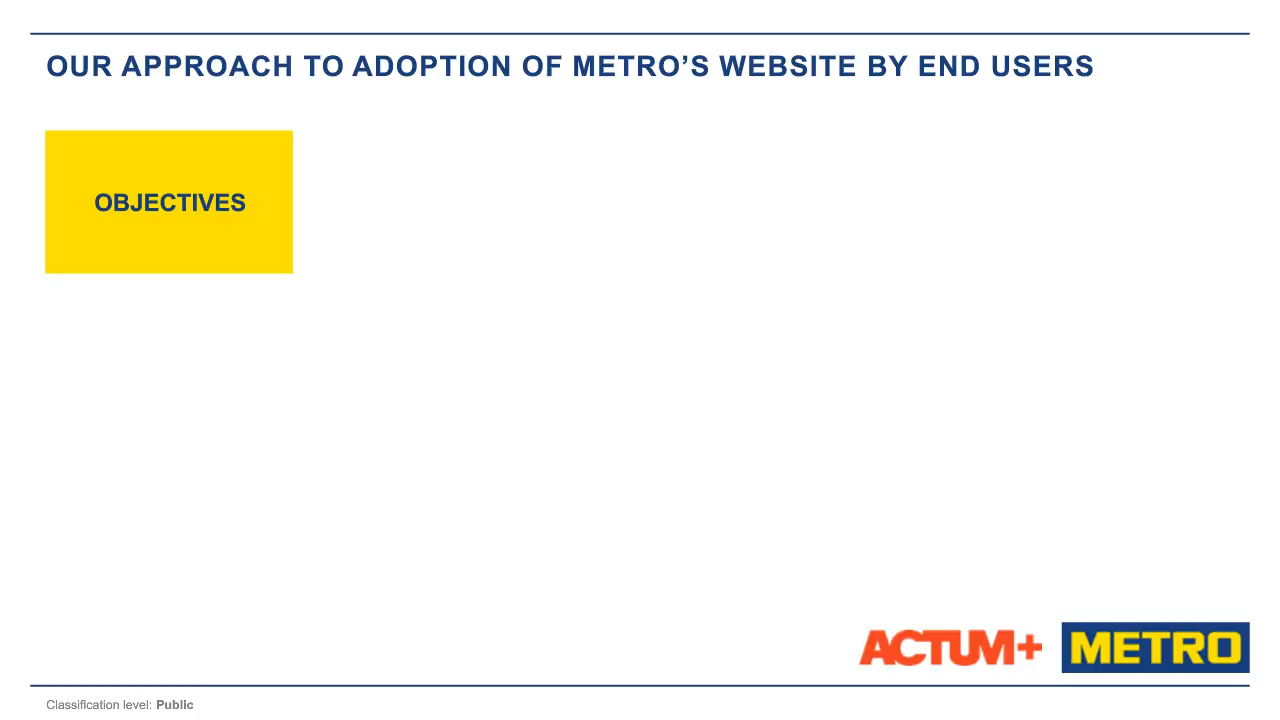 OUR APPROACH TO ADOPTION OF METRO’S WEBSITE BY END USERS
OBJECTIVES
ACTUM+ METRO
Classification level: Public